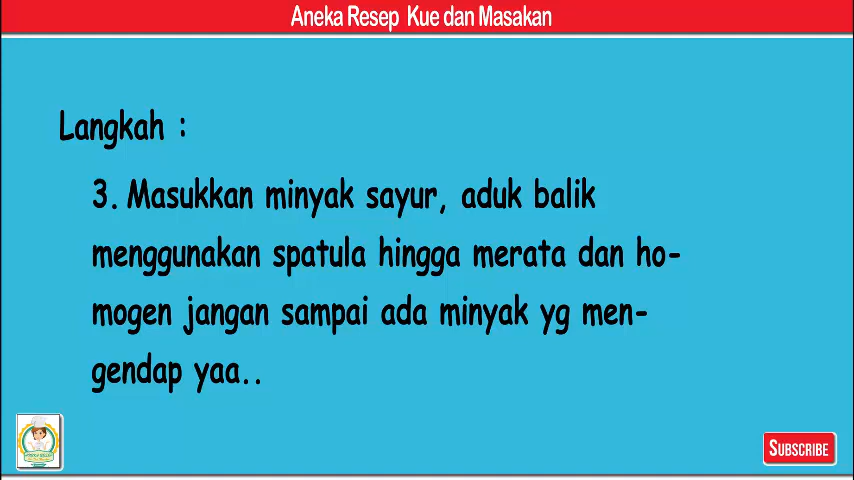 Aneka Resep Kue dan Masakan
Langkah :
3. Masukkan minyak sayur, aduk balik
menggunakan spatula hingga merata dan ho-
mogen jangan sampai ada minyak yg men-
gendap yaa..
SUBSCRIBE